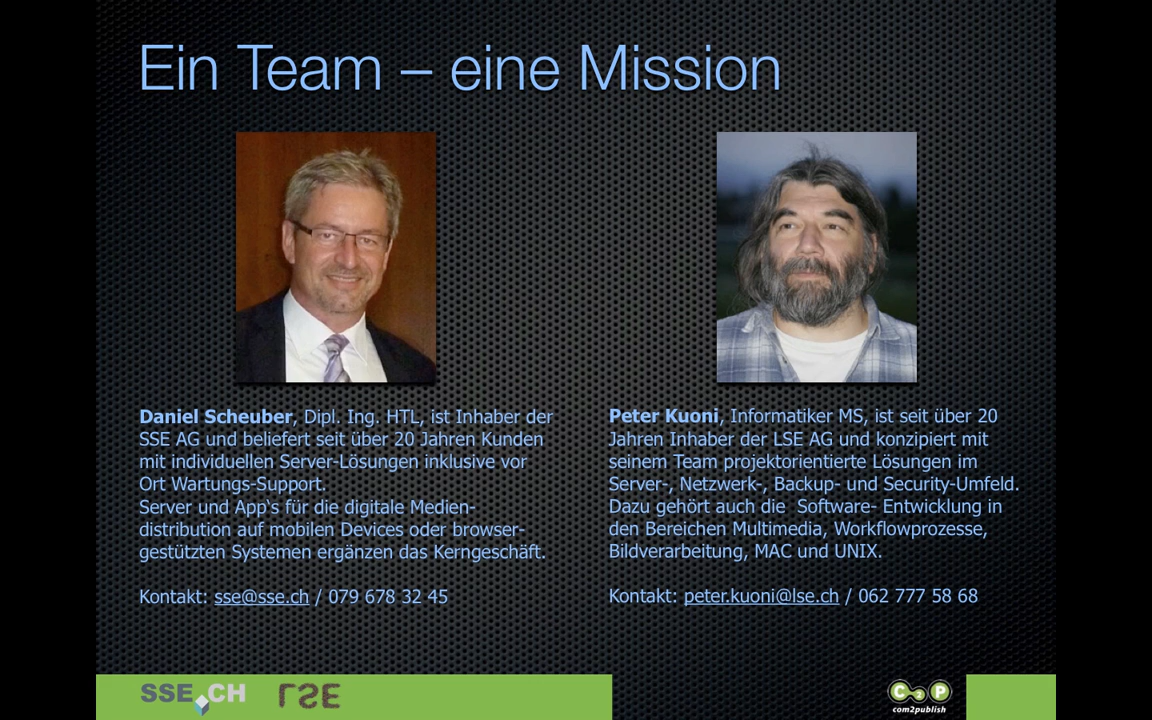 Ein Team – eine Mission
Daniel Scheuber, Dipl. Ing. HTL, ist Inhaber der
SSE AG und beliefert seit über 20 Jahren Kunden
mit individuellen Server-Lösungen inklusive vor
Ort Wartungs-Support.
Server und App's für die digitale Medien-
distribution auf mobilen Devices oder browser-
gestützten Systemen ergänzen das Kerngeschäft.
Kontakt: sse@sse.ch / 079 678 32 45
Peter Kuoni, Informatiker MS, ist seit über 20
Jahren Inhaber der LSE AG und konzipiert mit
seinem Team projektorientierte Lösungen im
Server-, Netzwerk-, Backup- und Security-Umfeld.
Dazu gehört auch die  Software- Entwicklung in
den Bereichen Multimedia, Workflowprozesse,
Bildverarbeitung, MAC und UNIX.
Kontakt: peter.kuoni@lse.ch / 062 777 58 68
SSE CH
LSE
C 2 P
com2publish